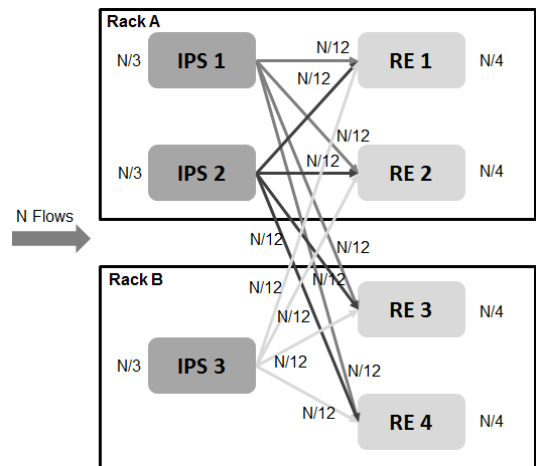 Rack A
N/3
IPS 1
N/12
RE 1
N/4
N/12
N/12
N/3
IPS 2
N/12
RE 2
N/4
N Flows
N/12
N/12
Rack B
N/12
N/12
RE 3
N/4
N/12
N/3
IPS 3
N/12
N/12
N/12
RE 4
N/4